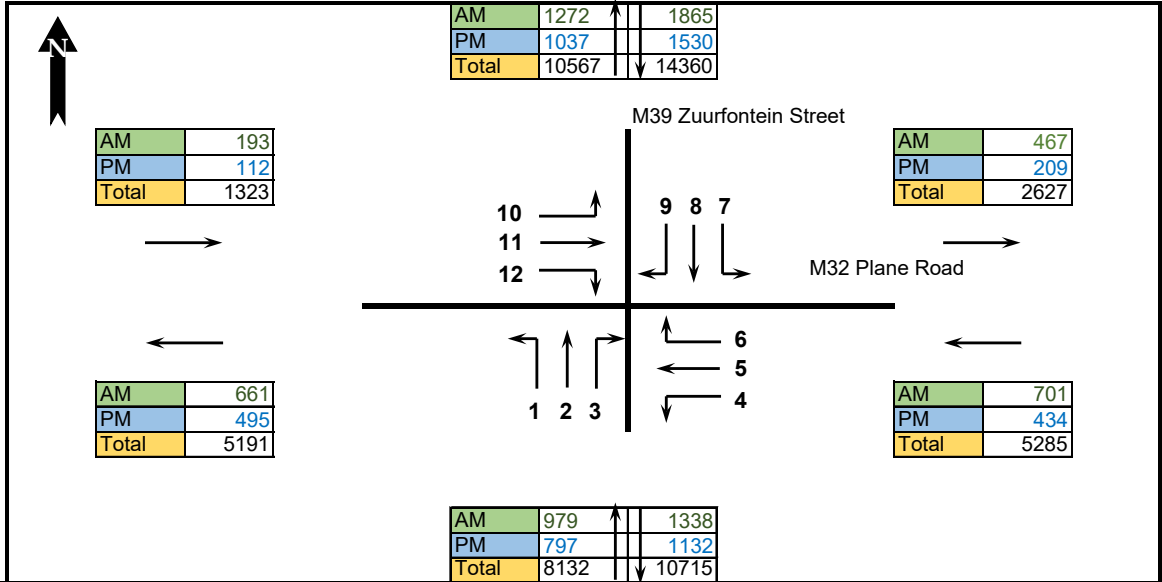 AM 1272 1865
PM 1037 1530
Total 10567 14360
N
M39 Zuurfontein Street
AM 193
PM 112
Total 1323
AM 467
PM 209
Total 2627
10
11
12
9 8 7
M32 Plane Road
6
5
4
1 2 3
AM 661
PM 495
Total 5191
AM 701
PM 434
Total 5285
AM 979 1338
PM 797 1132
Total 8132 10715